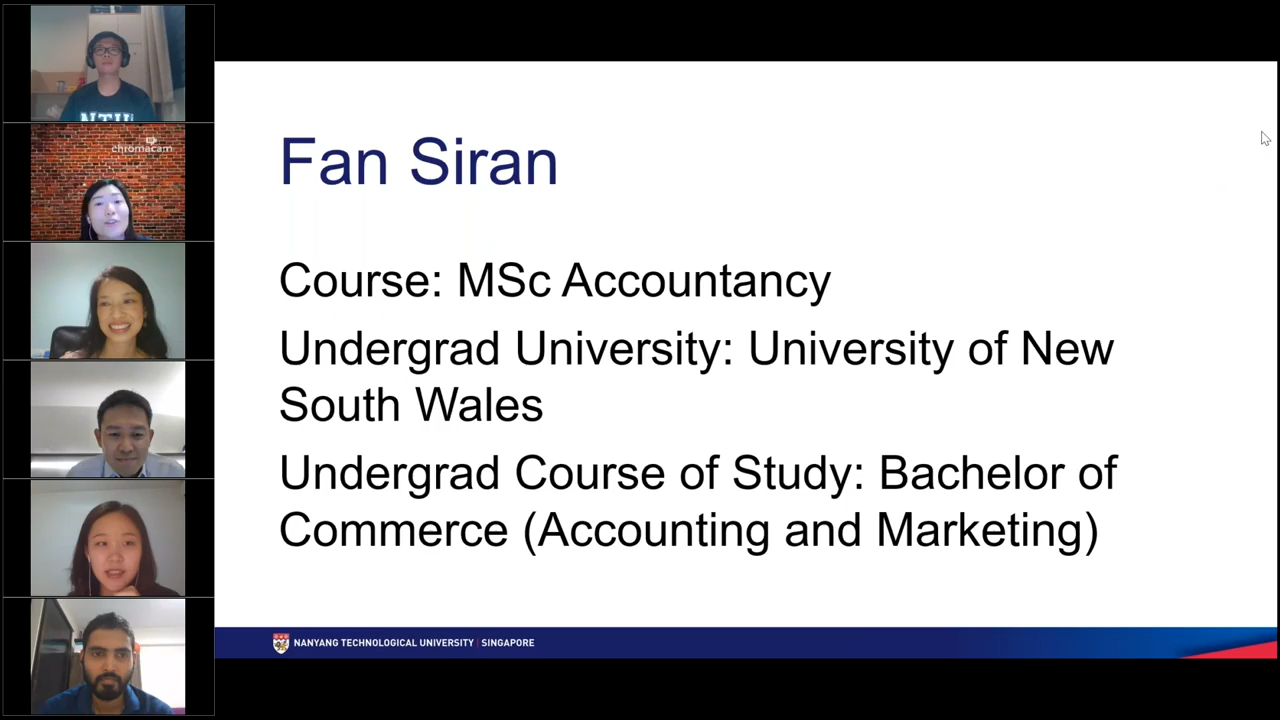 NTU
chromacam
Fan Siran
Course: MSc Accountancy
Undergrad University: University of New
South Wales
Undergrad Course of Study: Bachelor of
Commerce (Accounting and Marketing)
NANYANG TECHNOLOGICAL UNIVERSITY | SINGAPORE